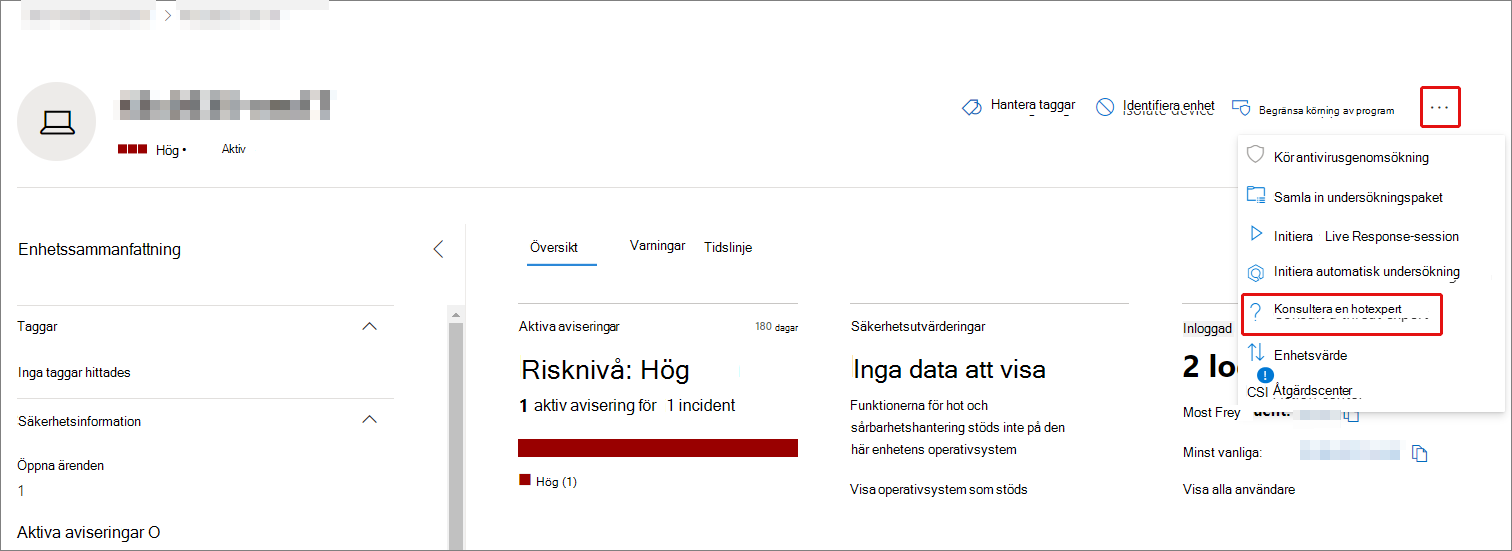 Hantera taggar
Identifiera enhet
Isolate device
Begränsa körning av program
...
Hög •
Aktiv
Kör antivirusgenomsökning
Samla in undersökningspaket
Initiera Live Response-session
Initiera automatisk undersökning
Konsultera en hotexpert
Enhetsvärde
CSI Åtgärdscenter
Enhetssammanfattning
Taggar
Inga taggar hittades
Säkerhetsinformation
Öppna ärenden
1
Aktiva aviseringar O
Översikt
Varningar
Tidslinje
Aktiva aviseringar
180 dagar
Risknivå: Hög
1 aktiv avisering för 1 incident
Hög (1)
Säkerhetsutvärderingar
Inga data att visa
Funktionerna för hot och
sårbarhetshantering stöds inte på den
här enhetens operativsystem
Visa operativsystem som stöds
Inloggad
2 lo
Most Frey
Minst vanliga:
Visa alla användare